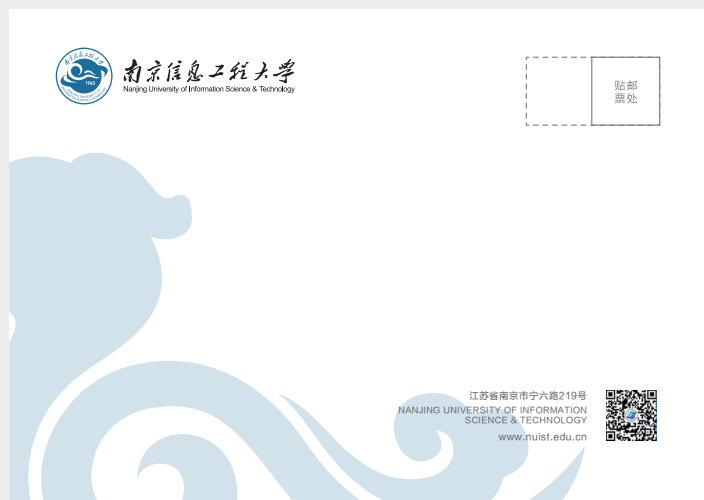 南京信息工程大学
Nanjing University of Information Science & Technology
1960
贴邮
票处
江苏省南京市宁六路219号
NANJING UNIVERSITY OF INFORMATION
SCIENCE & TECHNOLOGY
www.nuist.edu.cn